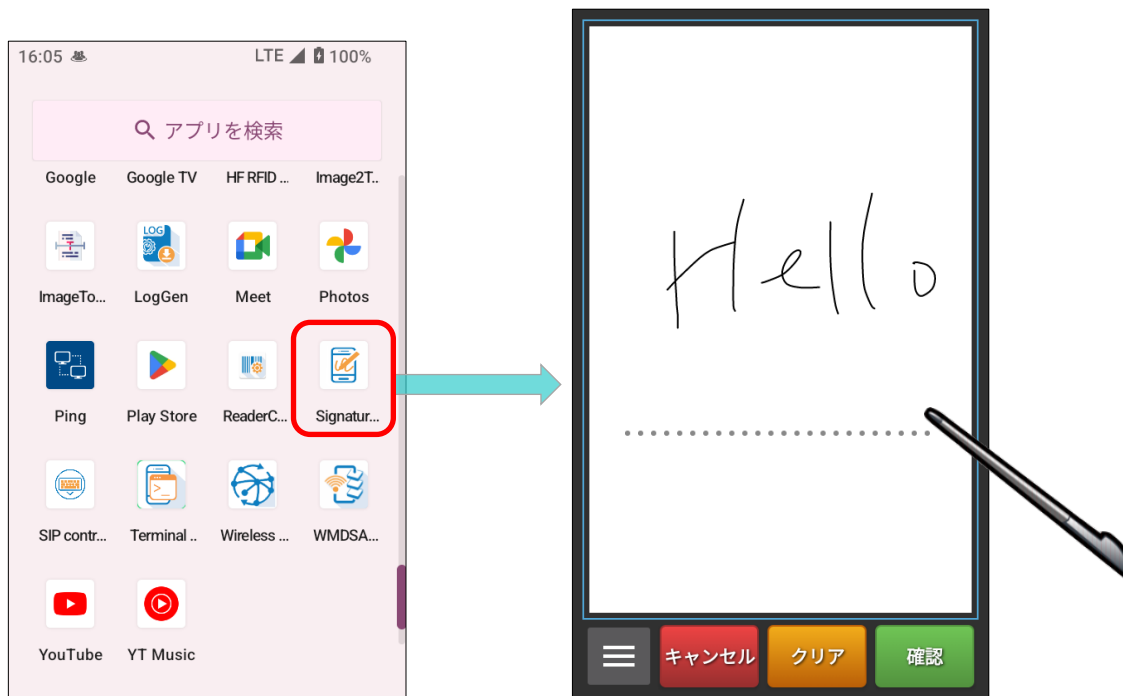 16:05 LTE 100%
アプリを検索
Google Google TV HF RFID ... Image2T..
LOG
ImageTo... LogGen Meet Photos
Ping Play Store ReaderC... Signatur...
SIP contr... Terminal .. Wireless ... WMDSA...
YouTube YT Music
Hello
キャンセル クリア 確認